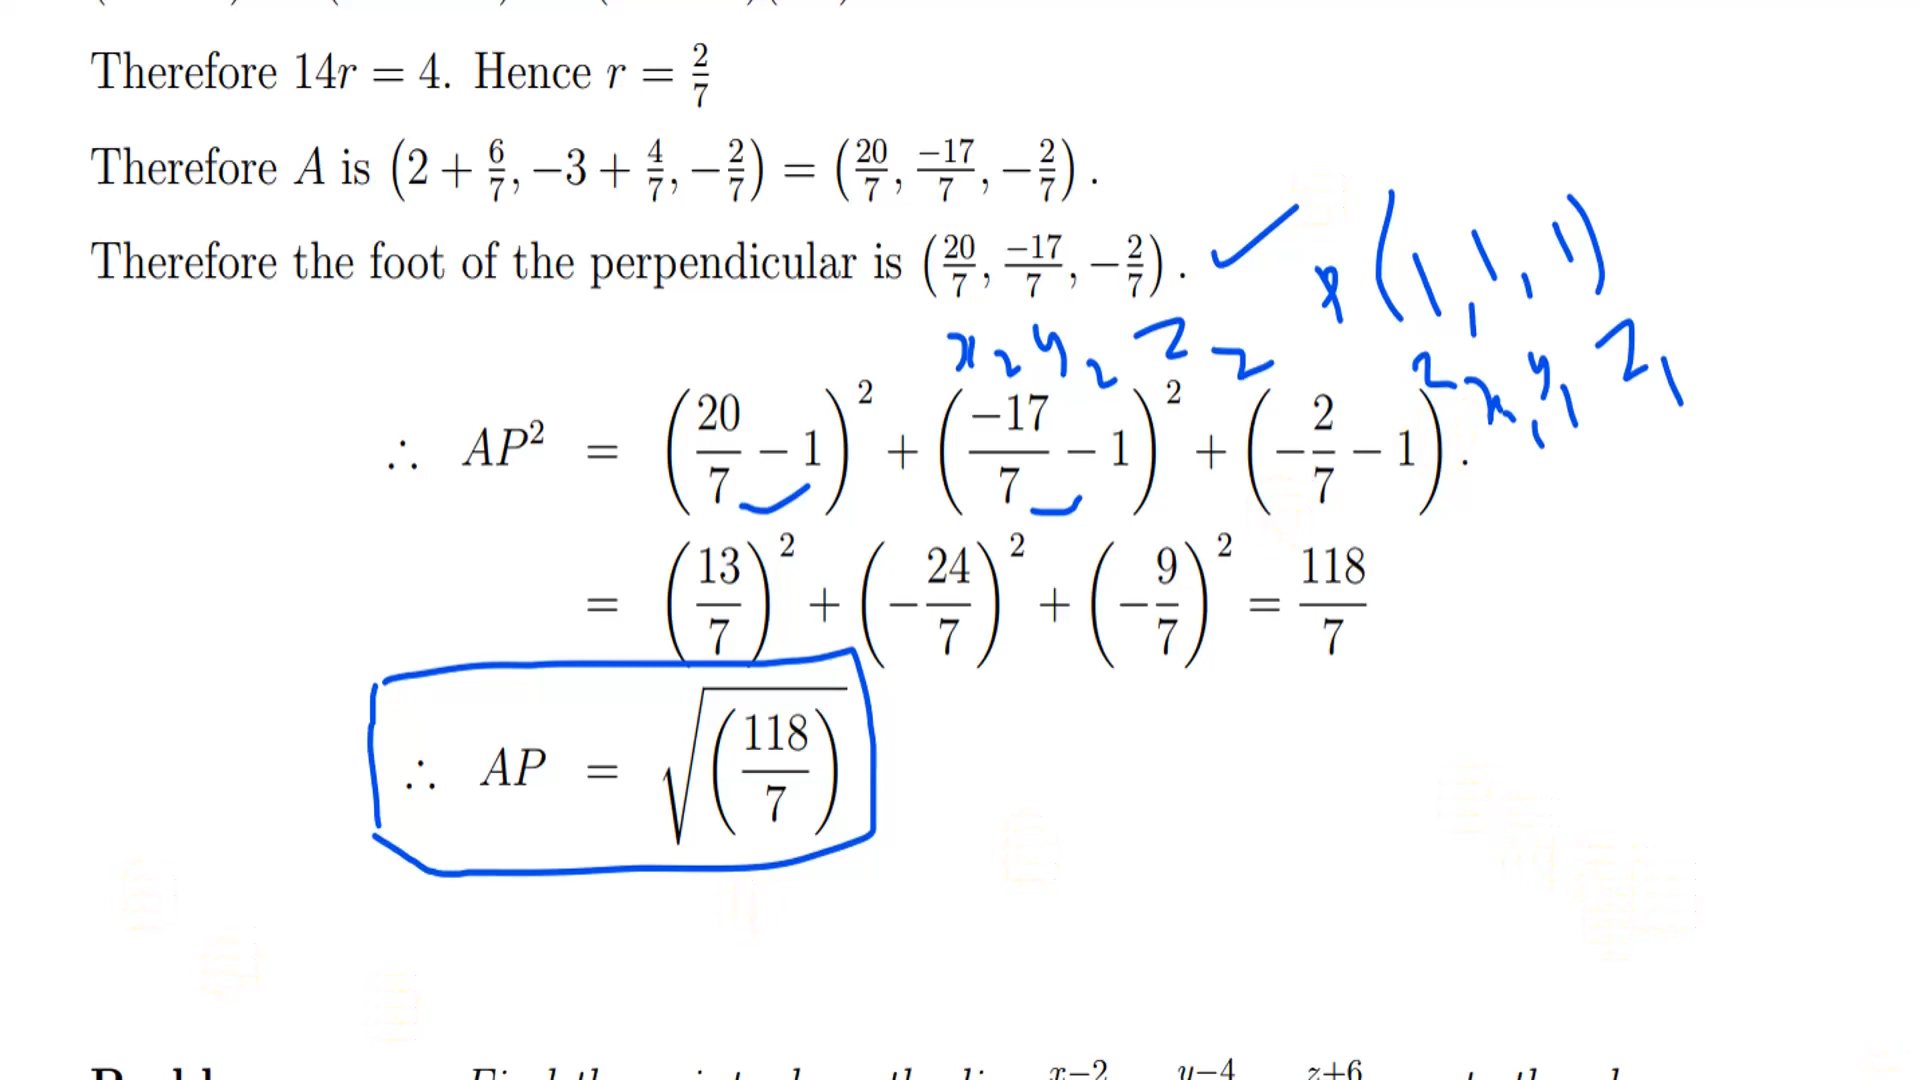 Therefore 14r = 4. Hence r = 2/7
Therefore A is (2 + 6/7, −3 + 4/7, −2/7) = (20/7, −17/7, −2/7).
Therefore the foot of the perpendicular is (20/7, −17/7, −2/7).
P (1, 1, 1)
x₂ y₂ z₂
x₁ y₁ z₁
∴ AP² = (20/7 − 1)² + (−17/7 − 1)² + (−2/7 − 1)².
= (13/7)² + (−24/7)² + (−9/7)² = 118/7
∴ AP = √(118/7)
x−2 y−4 z+6